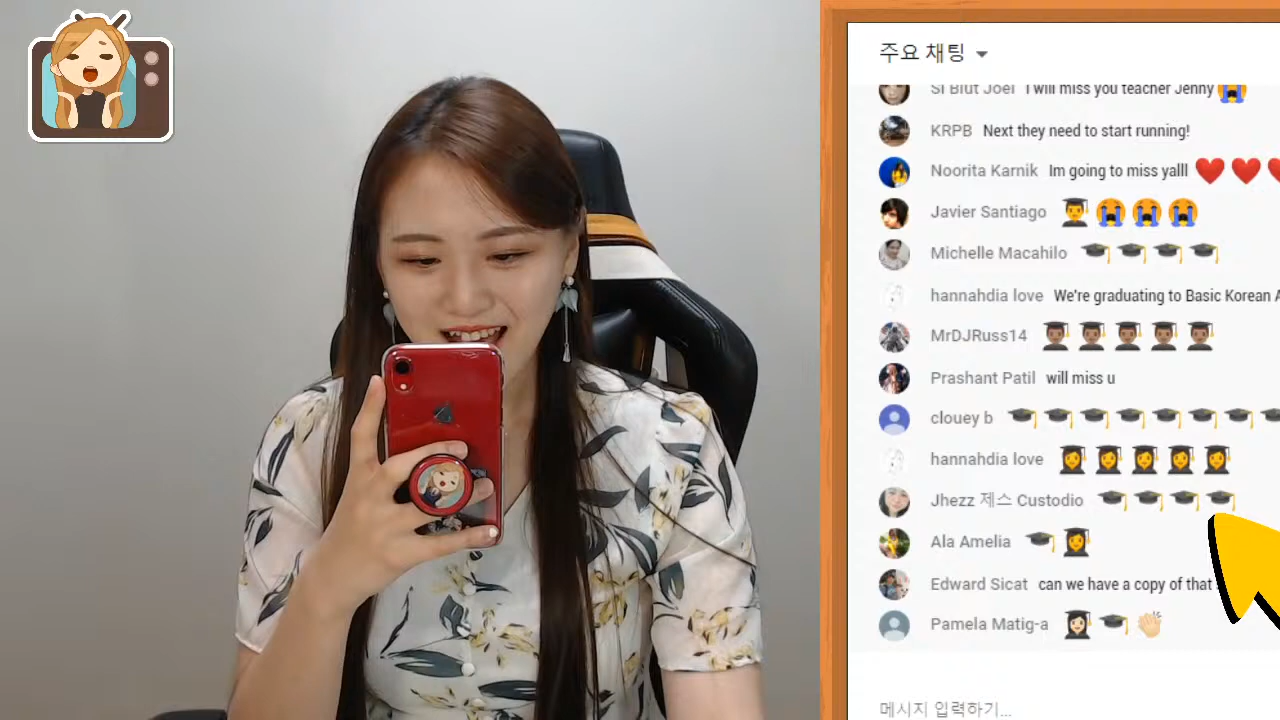 주요 채팅
SI Blut Joel I will miss you teacher Jenny
KRPB Next they need to start running!
Noorita Karnik Im going to miss yalll
Javier Santiago
Michelle Macahilo
hannahdia love We're graduating to Basic Korean
MrDJRuss14
Prashant Patil will miss u
clouey b
hannahdia love
Jhezz 제스 Custodio
Ala Amelia
Edward Sicat can we have a copy of that
Pamela Matig-a
메시지 입력하기...